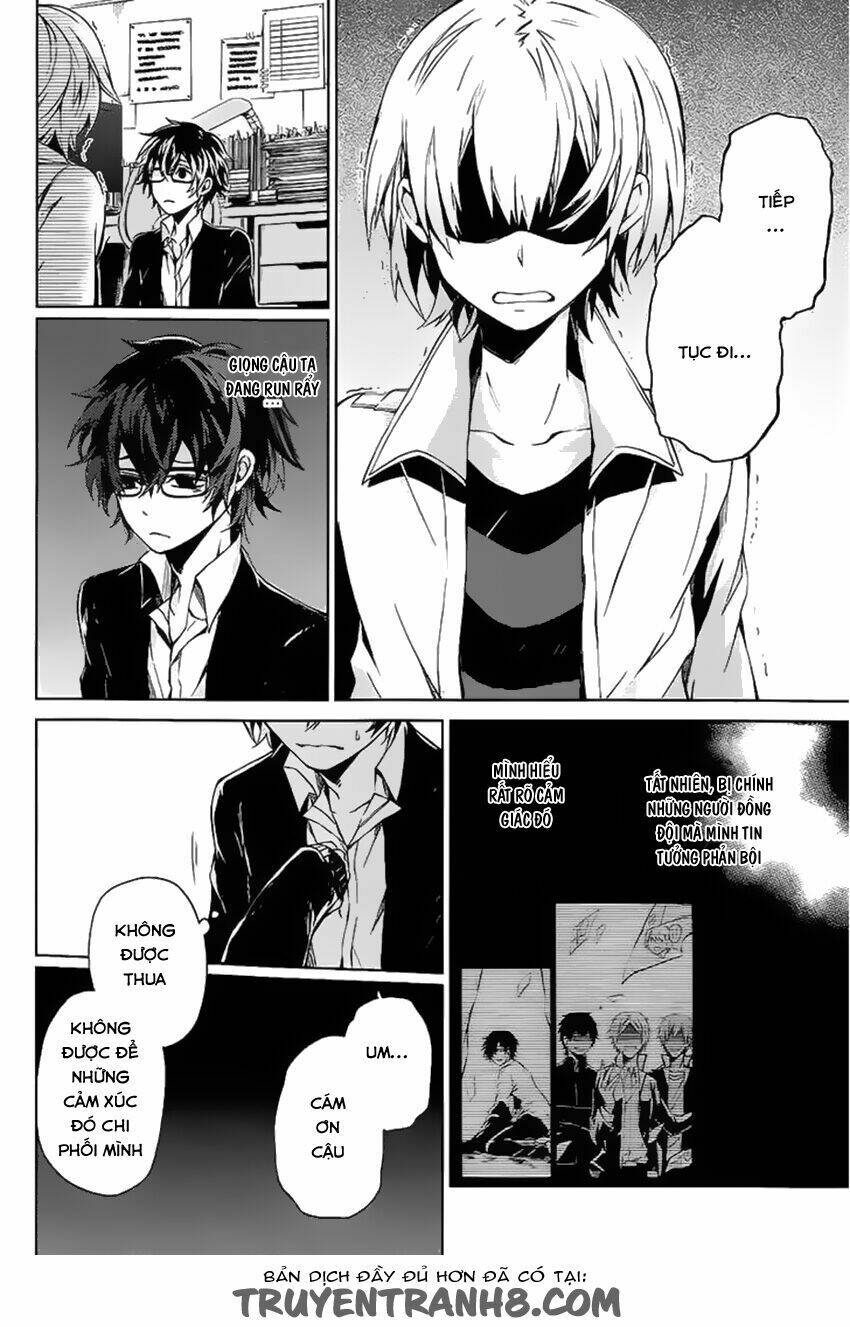 TIẾP
...
TỤC ĐI...
GIỌNG CẬU TA
ĐANG RUN RẨY
...
TẤT NHIÊN, BỊ CHÍNH
NHỮNG NGƯỜI ĐỒNG
ĐỘI MÀ MÌNH TIN
TƯỞNG PHẢN BỘI
MÌNH HIỂU
RẤT RÕ CẢM
GIÁC ĐÓ
KHÔNG
ĐƯỢC
THUA
KHÔNG
ĐƯỢC ĐỂ
NHỮNG
CẢM XÚC
ĐÓ CHI
PHỐI MÌNH
UM...
CÁM
ƠN
CẬU
BẢN DỊCH ĐẦY ĐỦ HƠN ĐÃ CÓ TẠI:
TRUYENTRANH8.COM